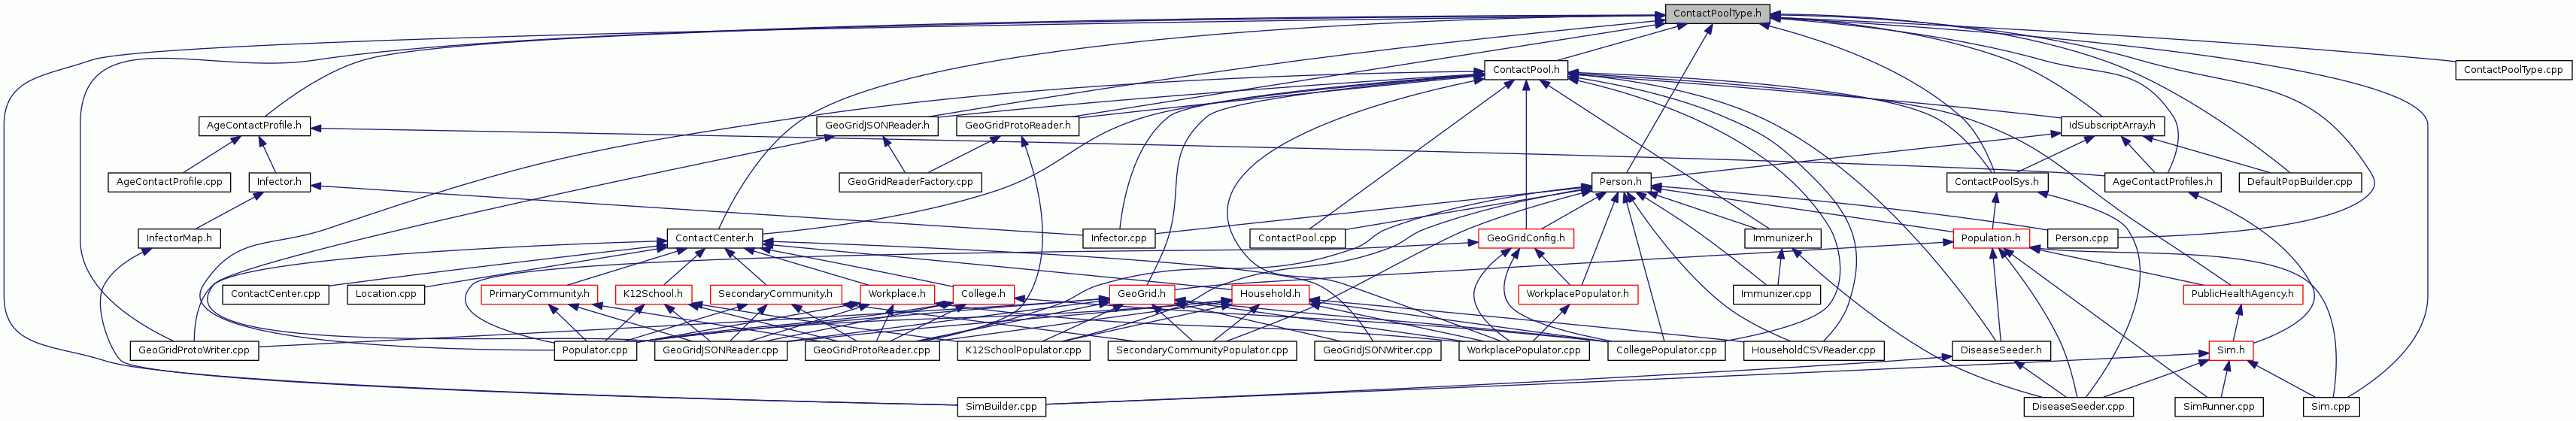 ContactPoolType.h
ContactPool.h
ContactPoolType.cpp
AgeContactProfile.h
GeoGridJSONReader.h
GeoGridProtoReader.h
IdSubscriptArray.h
AgeContactProfile.cpp
Infector.h
GeoGridReaderFactory.cpp
Person.h
ContactPoolSys.h
AgeContactProfiles.h
DefaultPopBuilder.cpp
InfectorMap.h
ContactCenter.h
Infector.cpp
ContactPool.cpp
GeoGridConfig.h
Immunizer.h
Population.h
Person.cpp
ContactCenter.cpp
Location.cpp
PrimaryCommunity.h
K12School.h
SecondaryCommunity.h
Workplace.h
College.h
GeoGrid.h
Household.h
WorkplacePopulator.h
Immunizer.cpp
PublicHealthAgency.h
GeoGridProtoWriter.cpp
Populator.cpp
GeoGridJSONReader.cpp
GeoGridProtoReader.cpp
K12SchoolPopulator.cpp
SecondaryCommunityPopulator.cpp
GeoGridJSONWriter.cpp
WorkplacePopulator.cpp
CollegePopulator.cpp
HouseholdCSVReader.cpp
DiseaseSeeder.h
Sim.h
SimBuilder.cpp
DiseaseSeeder.cpp
SimRunner.cpp
Sim.cpp